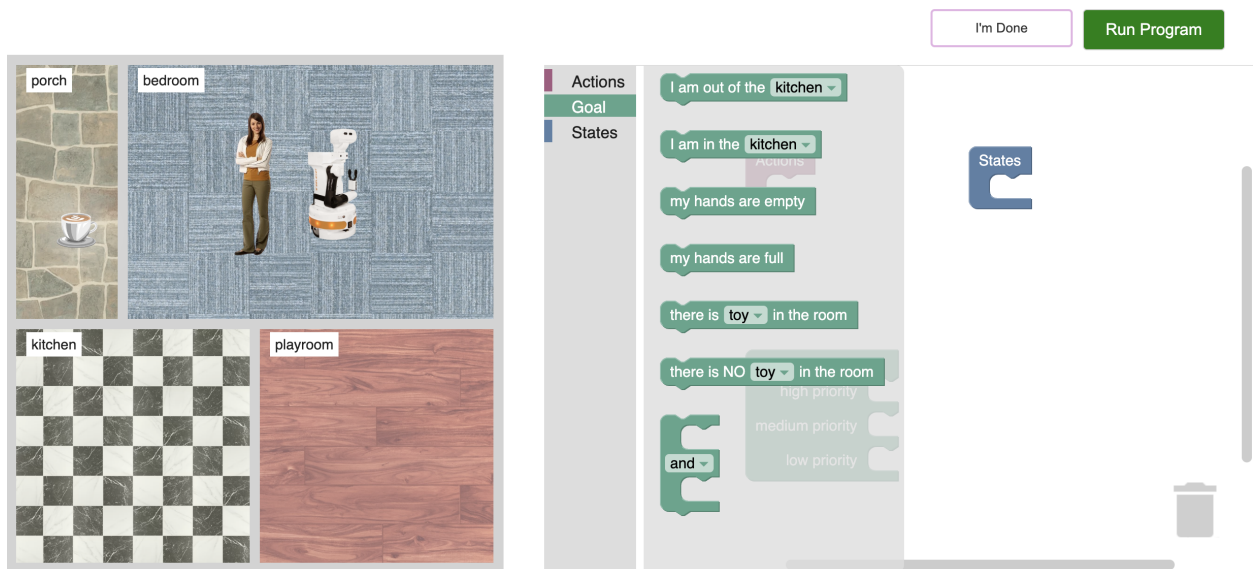 I'm Done
Run Program
porch
bedroom
kitchen
playroom
Actions
Goal
States
I am out of the kitchen
I am in the kitchen
Actions
my hands are empty
my hands are full
there is toy in the room
there is NO toy in the room
high priority
medium priority
low priority
and
States